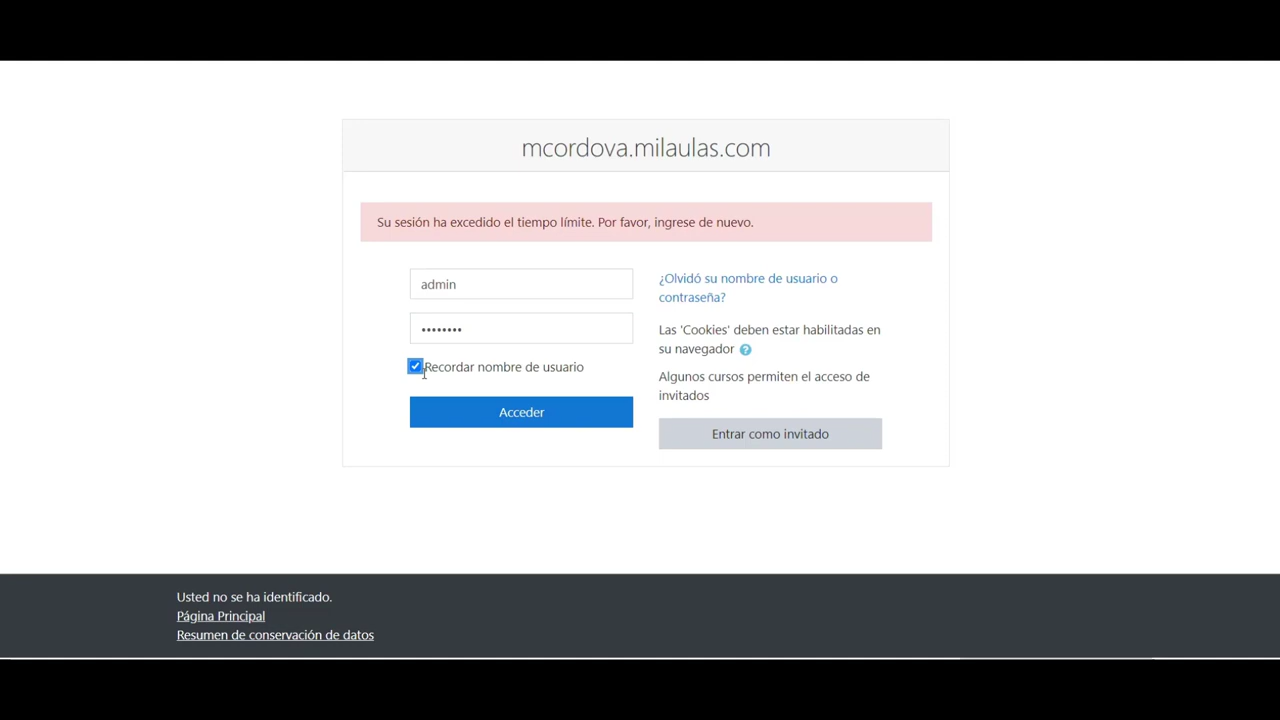 mcordova.milaulas.com
Su sesión ha excedido el tiempo límite. Por favor, ingrese de nuevo.
admin
••••••••
Recordar nombre de usuario
Acceder
¿Olvidó su nombre de usuario o
contraseña?
Las 'Cookies' deben estar habilitadas en
su navegador ?
Algunos cursos permiten el acceso de
invitados
Entrar como invitado
Usted no se ha identificado.
Página Principal
Resumen de conservación de datos